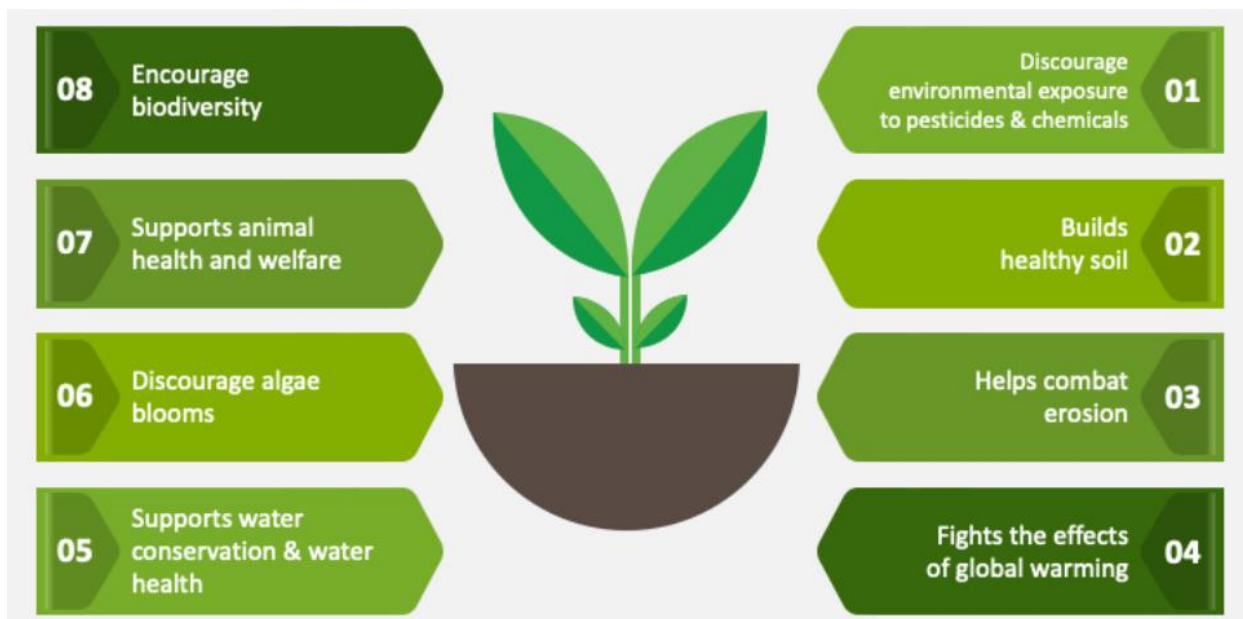 08
Encourage
biodiversity
07
Supports animal
health and welfare
06
Discourage algae
blooms
05
Supports water
conservation & water
health
Discourage
environmental exposure
to pesticides & chemicals
01
Builds
healthy soil
02
Helps combat
erosion
03
Fights the effects
of global warming
04